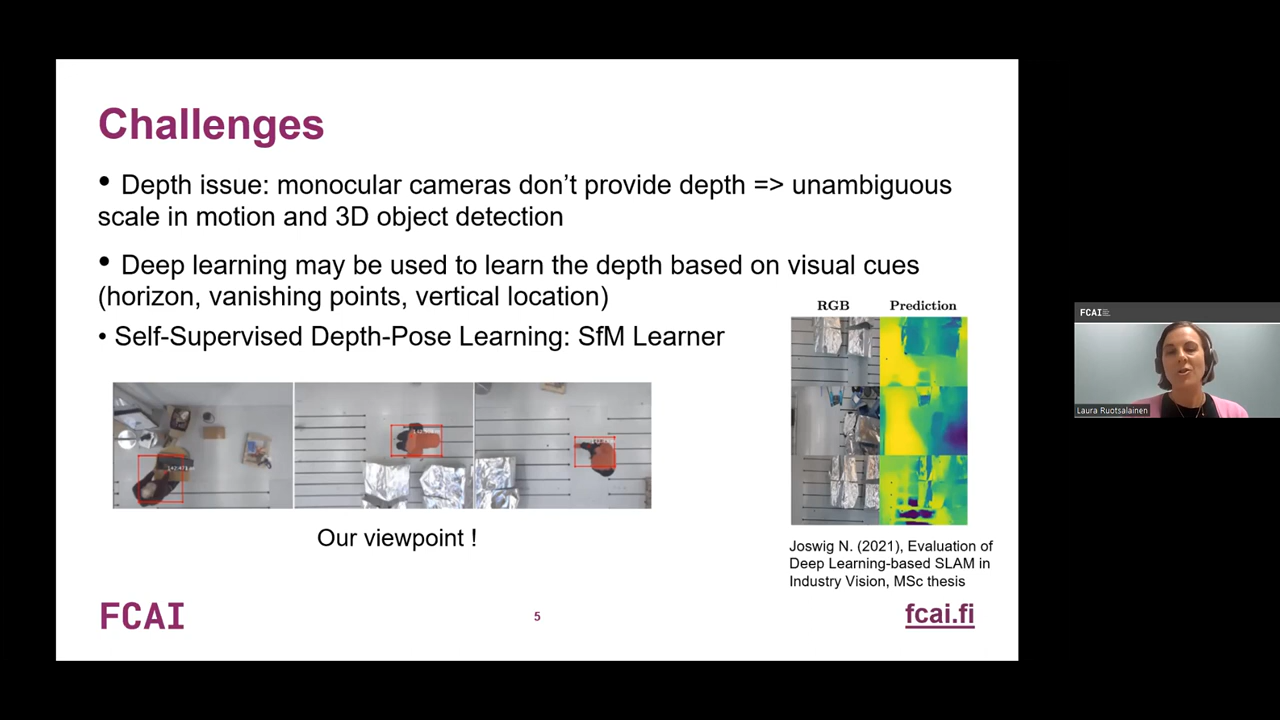 Challenges
• Depth issue: monocular cameras don't provide depth => unambiguous
scale in motion and 3D object detection
• Deep learning may be used to learn the depth based on visual cues
(horizon, vanishing points, vertical location)
• Self-Supervised Depth-Pose Learning: SfM Learner
RGB Prediction
Our viewpoint !
Joswig N. (2021), Evaluation of
Deep Learning-based SLAM in
Industry Vision, MSc thesis
FCAI
5
fcai.fi
FCAI
Laura Ruotsalainen